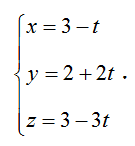 x = 3 − t
y = 2 + 2t .
z = 3 − 3t